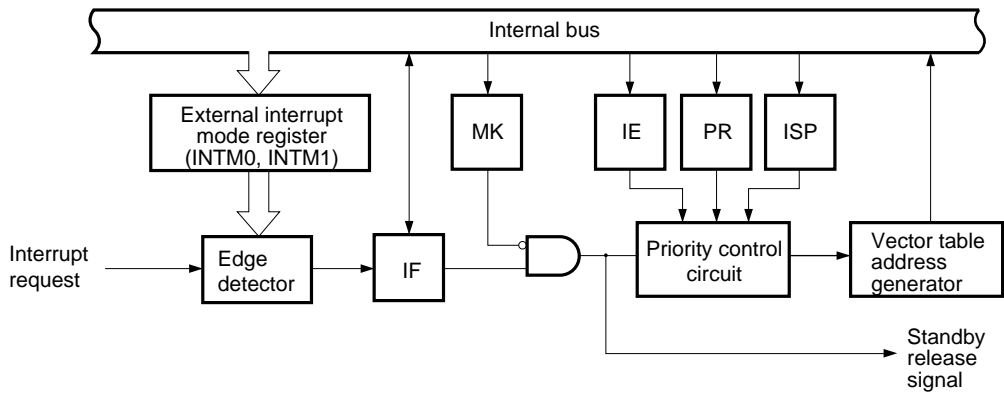 Internal bus
External interrupt
mode register
(INTM0, INTM1)
MK
IE
PR
ISP
Interrupt
request
Edge
detector
IF
Priority control
circuit
Vector table
address
generator
Standby
release
signal